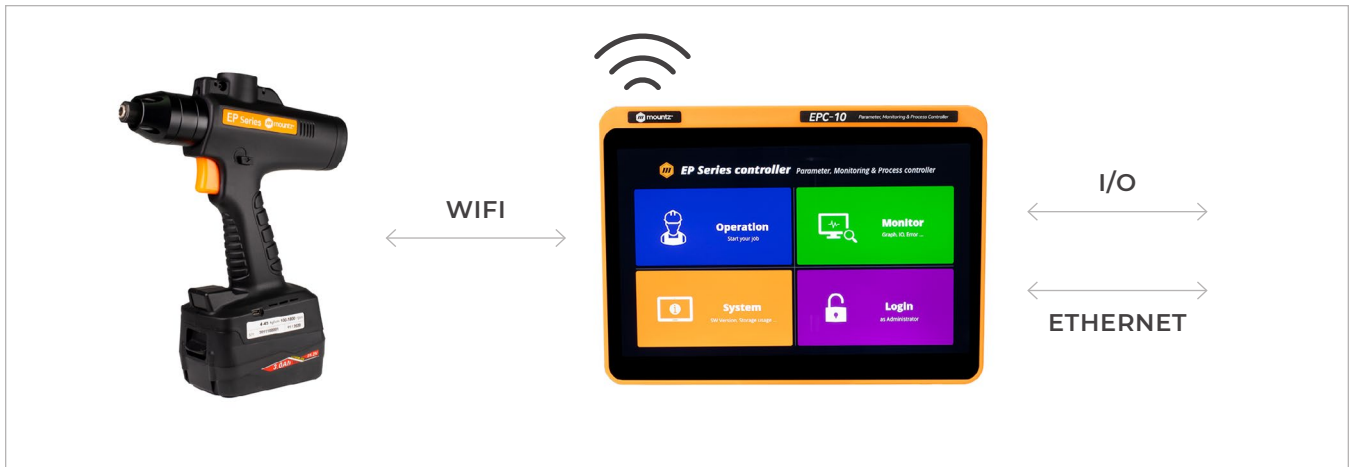 EP Series mountz
3.0Ah
WIFI
mountz
EPC-10 Parameter, Monitoring & Process Controller
EP Series controller Parameter, Monitoring & Process controller
Operation
Start your job
Monitor
Graph, IO, Error ...
System
SW Version, Storage usage ...
Login
as Administrator
I/O
ETHERNET